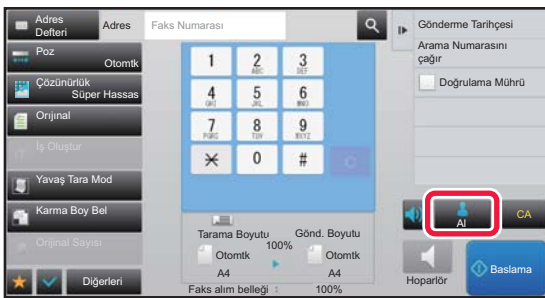 Adres
Defteri
Adres
Faks Numarası
Gönderme Tarihçesi
Poz
Otomtk
Arama Numarasını
çağır
Çözünürlük
Süper Hassas
Doğrulama Mührü
Orıjınal
İş Oluştur
Yavaş Tara Mod
Karma Boy Bel
Orıjınal Sayısı
Diğerleri
1
2
ABC
3
DEF
4
GHI
5
JKL
6
MNO
7
PQRS
8
TUV
9
WXYZ
0
#
C
Tarama Boyutu
100%
Gönd. Boyutu
Otomtk
Otomtk
A4
A4
Faks alım belleği : 100%
Al
CA
Hoparlör
Baslama